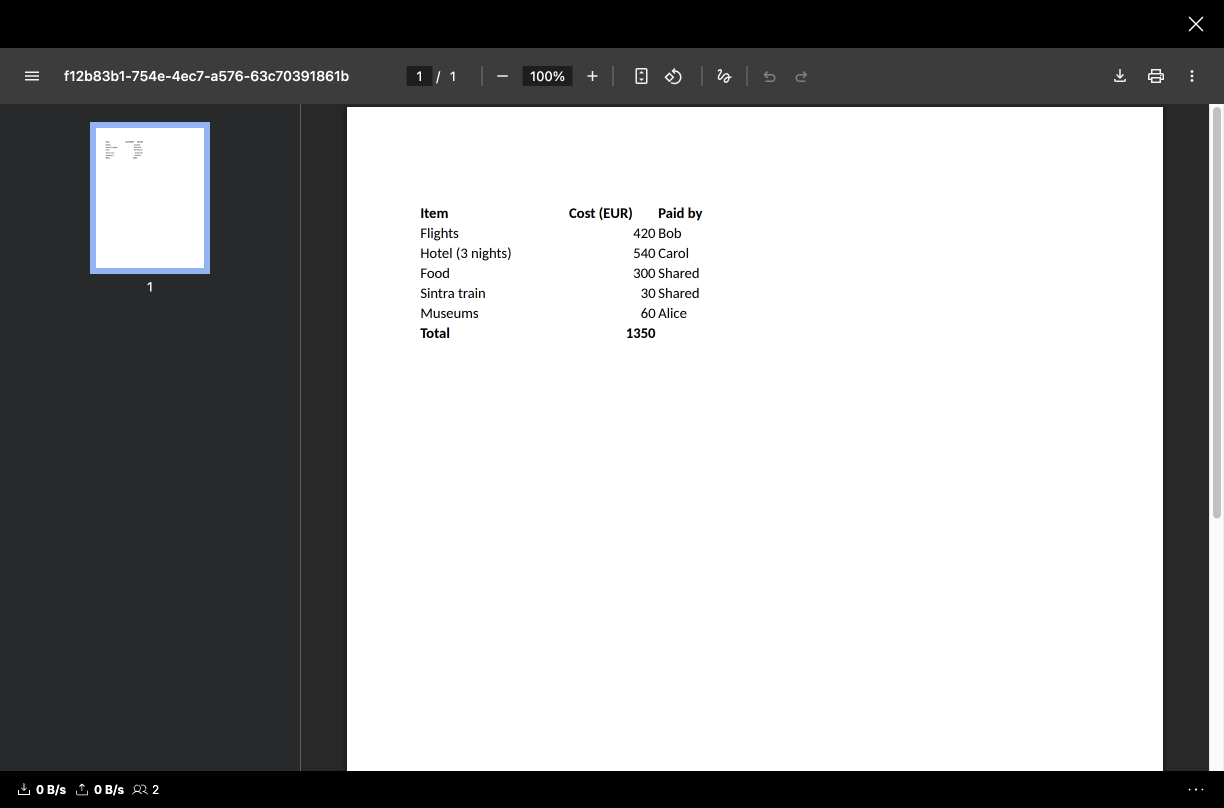 f12b83b1-754e-4ec7-a576-63c70391861b 1 / 1 100%
1
Item Cost (EUR) Paid by
Flights 420 Bob
Hotel (3 nights) 540 Carol
Food 300 Shared
Sintra train 30 Shared
Museums 60 Alice
Total 1350
0 B/s 0 B/s 2